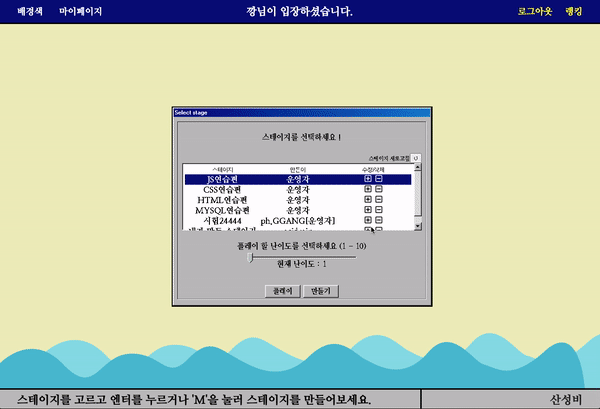 배경색 마이페이지 깡님이 입장하셨습니다. 로그아웃 랭킹
Select stage
스테이지를 선택하세요 !
스테이지 새로고침
스테이지 만든이 수정/삭제
JS연습편 운영자
CSS연습편 운영자
HTML연습편 운영자
MYSQL연습편 운영자
시험24444 ph,GGANG[운영자]
플레이 할 난이도를 선택하세요 (1 ~ 10)
현재 난이도 : 1
플레이 만들기
스테이지를 고르고 엔터를 누르거나 'M'을 눌러 스테이지를 만들어보세요. 산성비